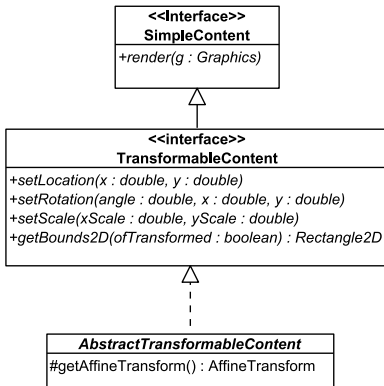 <<Interface>>
SimpleContent
+render(g : Graphics)
<<interface>>
TransformableContent
+setLocation(x : double, y : double)
+setRotation(angle : double, x : double, y : double)
+setScale(xScale : double, yScale : double)
+getBounds2D(ofTransformed : boolean) : Rectangle2D
AbstractTransformableContent
#getAffineTransform() : AffineTransform